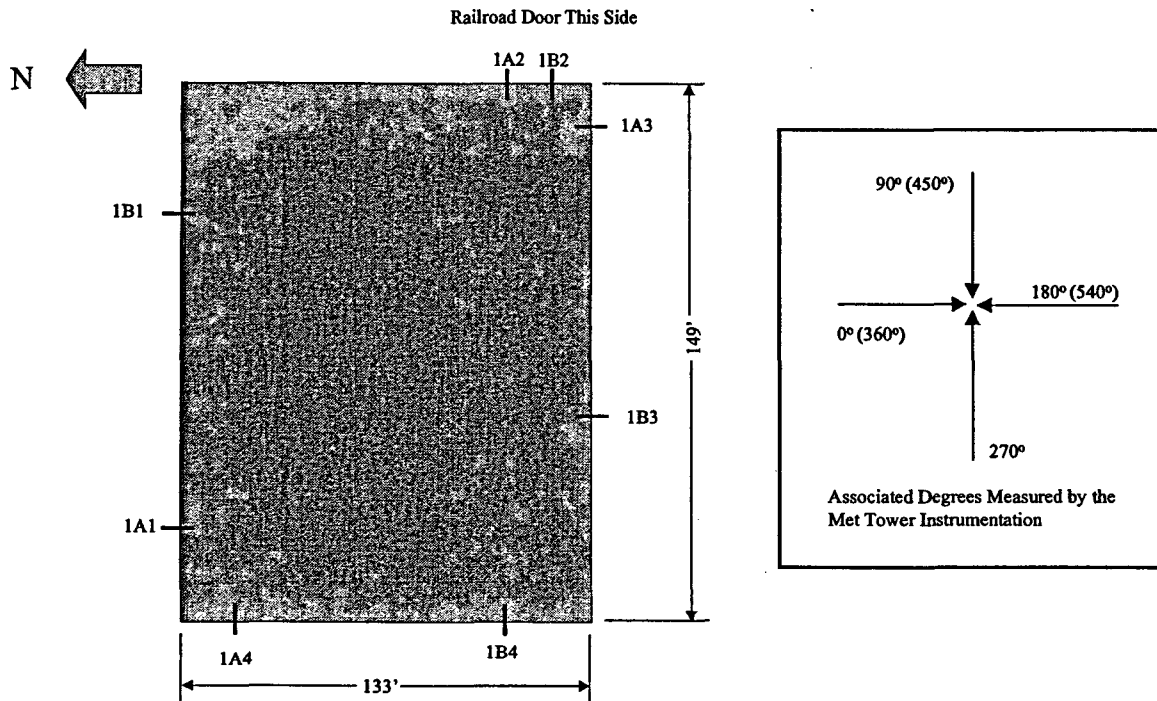 Railroad Door This Side
N
1A2
1B2
1A3
1B1
149'
1B3
1A1
1A4
1B4
133'
90º (450º)
180º (540º)
0º (360º)
270º
Associated Degrees Measured by the
Met Tower Instrumentation